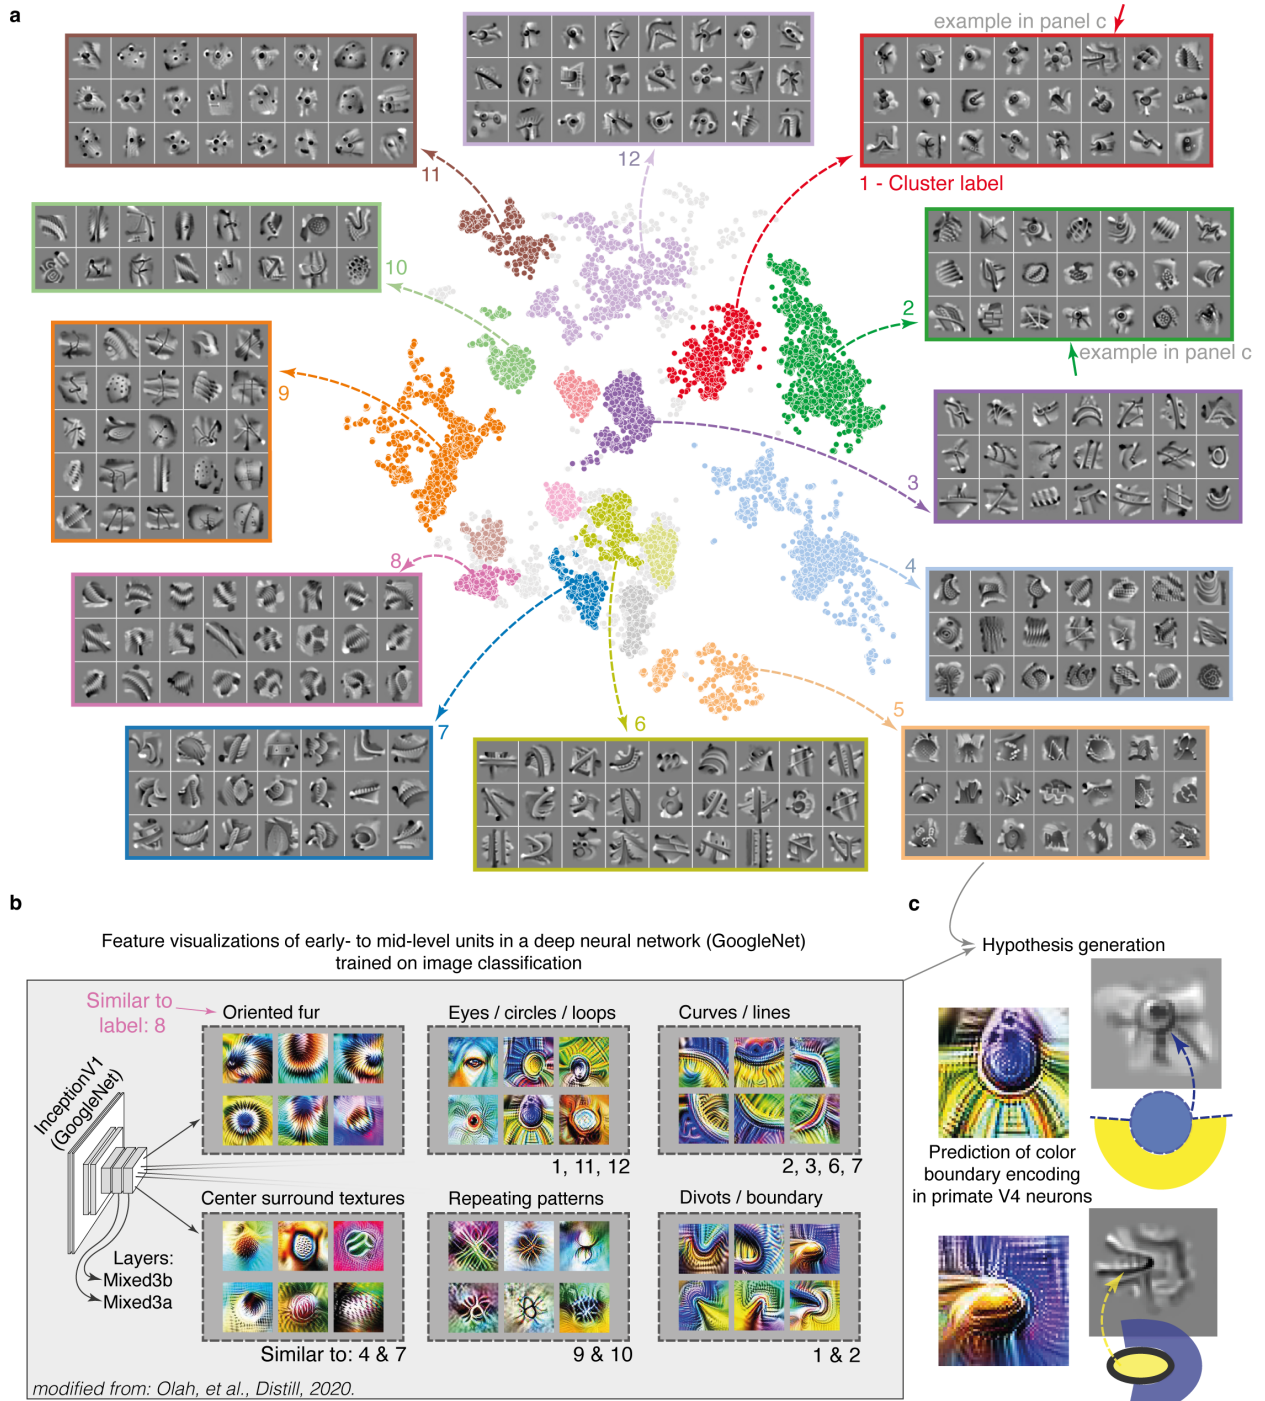 a
example in panel c
11
12
1 - Cluster label
2
example in panel c
10
9
3
8
4
7
6
5
b
c
Feature visualizations of early- to mid-level units in a deep neural network (GoogleNet)
trained on image classification
Hypothesis generation
Similar to
label: 8
Oriented fur
Eyes / circles / loops
Curves / lines
InceptionV1
(GoogleNet)
1, 11, 12
2, 3, 6, 7
Prediction of color
boundary encoding
in primate V4 neurons
Center surround textures
Repeating patterns
Divots / boundary
Layers:
Mixed3b
Mixed3a
Similar to: 4 & 7
9 & 10
1 & 2
modified from: Olah, et al., Distill, 2020.